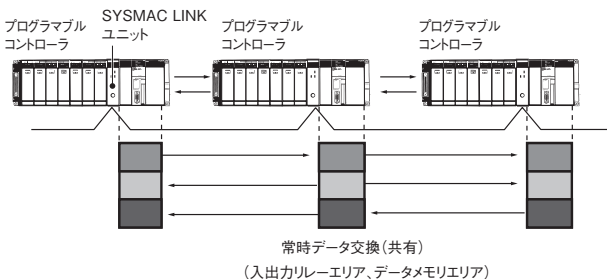 プログラマブル
コントローラ
SYSMAC LINK
ユニット
プログラマブル
コントローラ
プログラマブル
コントローラ
常時データ交換(共有)
(入出力リレーエリア、データメモリエリア)